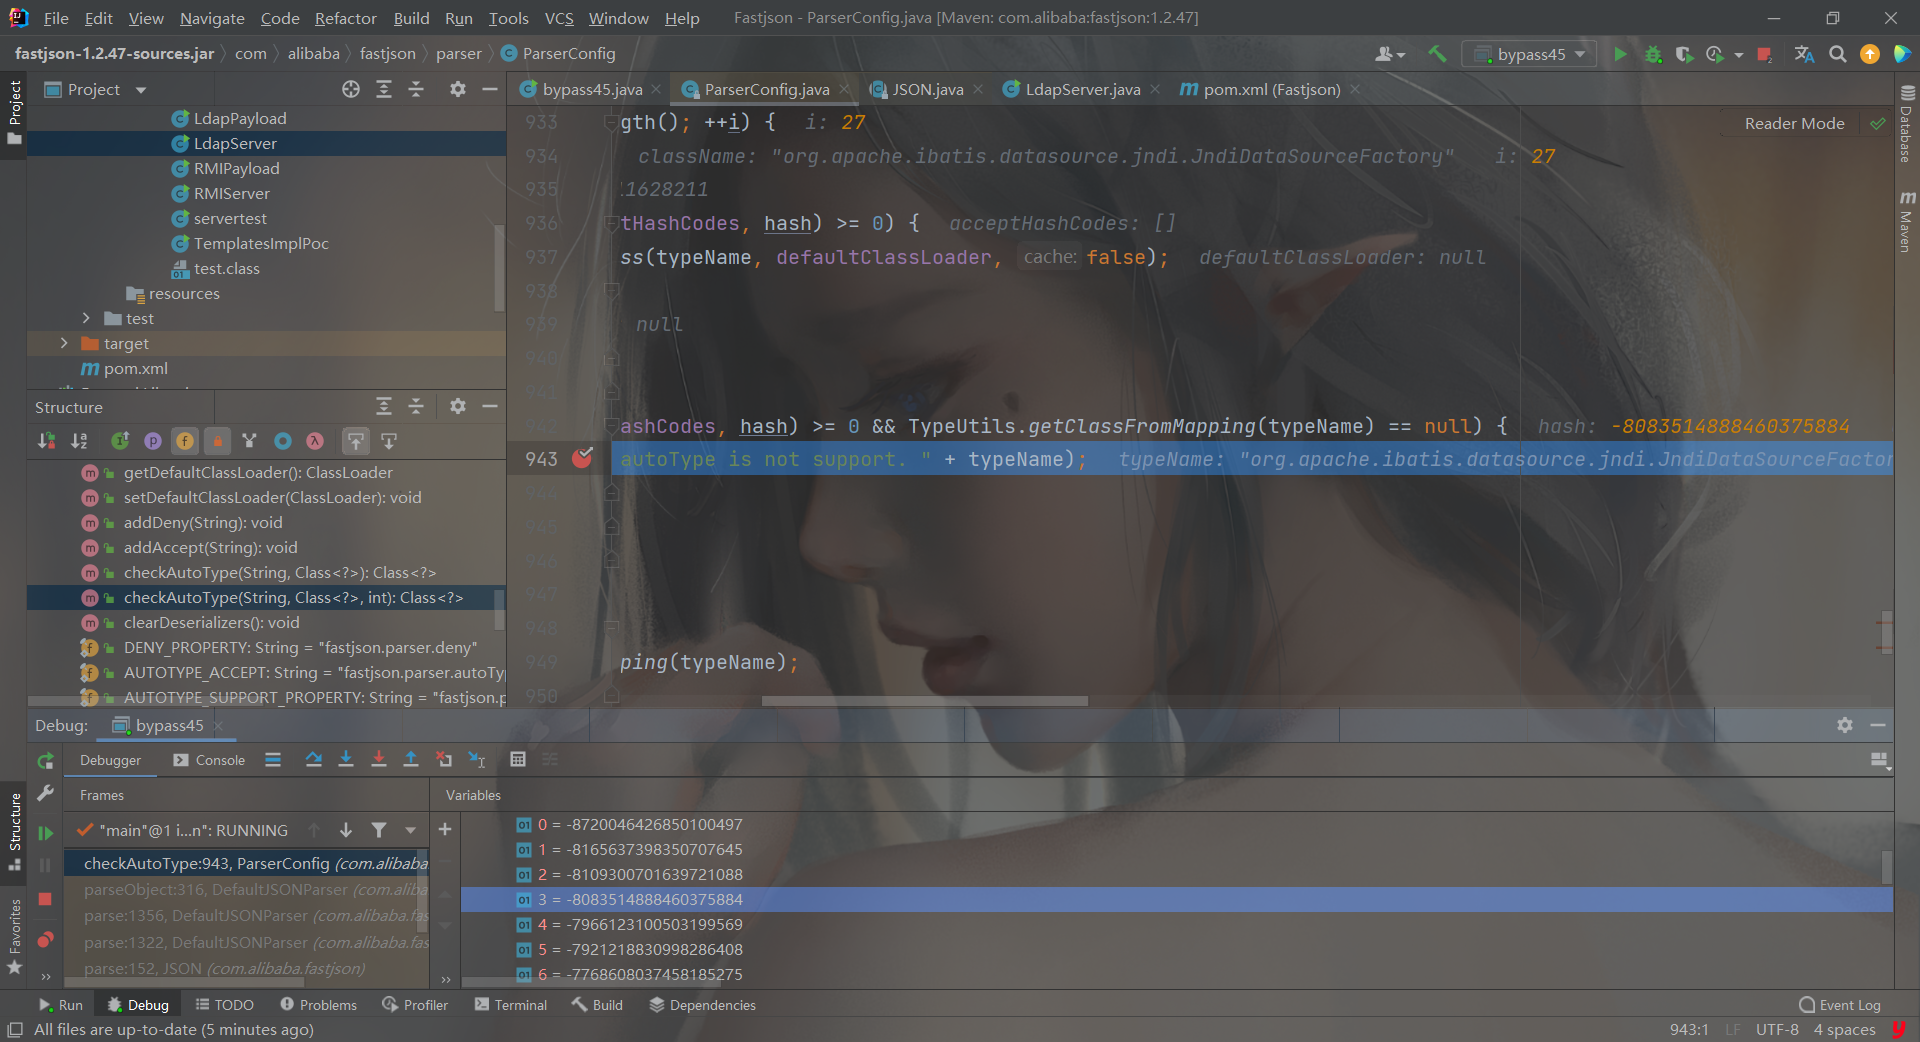 File Edit View Navigate Code Refactor Build Run Tools VCS Window Help Fastjson - ParserConfig.java [Maven: com.alibaba:fastjson:1.2.47]
fastjson-1.2.47-sources.jar com alibaba fastjson parser ParserConfig bypass45
Project
Project
bypass45.java ParserConfig.java JSON.java LdapServer.java pom.xml (Fastjson)
LdapPayload
LdapServer
RMIPayload
RMIServer
servertest
TemplatesImplPoc
test.class
resources
test
target
pom.xml
Reader Mode
Database
Maven
933 gth(); ++i) { i: 27
934 className: "org.apache.ibatis.datasource.jndi.JndiDataSourceFactory" i: 27
935 11628211
936 tHashCodes, hash) >= 0) { acceptHashCodes: []
937 ss(typeName, defaultClassLoader, cache: false); defaultClassLoader: null
938
939 null
940
941
942 ashCodes, hash) >= 0 && TypeUtils.getClassFromMapping(typeName) == null) { hash: -8083514888460375884
943 autoType is not support. " + typeName); typeName: "org.apache.ibatis.datasource.jndi.JndiDataSourceFactor
944
945
946
947
948
949 ping(typeName);
950
Structure
getDefaultClassLoader(): ClassLoader
setDefaultClassLoader(ClassLoader): void
addDeny(String): void
addAccept(String): void
checkAutoType(String, Class<?>): Class<?>
checkAutoType(String, Class<?>, int): Class<?>
clearDeserializers(): void
DENY_PROPERTY: String = "fastjson.parser.deny"
AUTOTYPE_ACCEPT: String = "fastjson.parser.autoTy
AUTOTYPE_SUPPORT_PROPERTY: String = "fastjson.p
Debug: bypass45
Debugger Console
Frames Variables
"main"@1 i...n": RUNNING
checkAutoType:943, ParserConfig (com.alibaba
parseObject:316, DefaultJSONParser (com.aliba
parse:1356, DefaultJSONParser (com.alibaba.fas
parse:1322, DefaultJSONParser (com.alibaba.fas
parse:152, JSON (com.alibaba.fastjson)
0 = -8720046426850100497
1 = -8165637398350707645
2 = -8109300701639721088
3 = -8083514888460375884
4 = -7966123100503199569
5 = -7921218830998286408
6 = -7768608037458185275
Structure
Favorites
Run Debug TODO Problems Profiler Terminal Build Dependencies Event Log
All files are up-to-date (5 minutes ago) 943:1 LF UTF-8 4 spaces